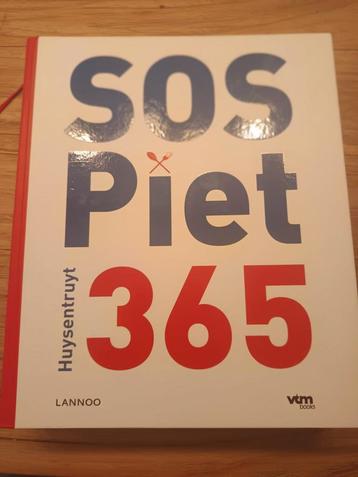 SOS
Piet
Huysentruyt
365
LANNOO
vtm
books